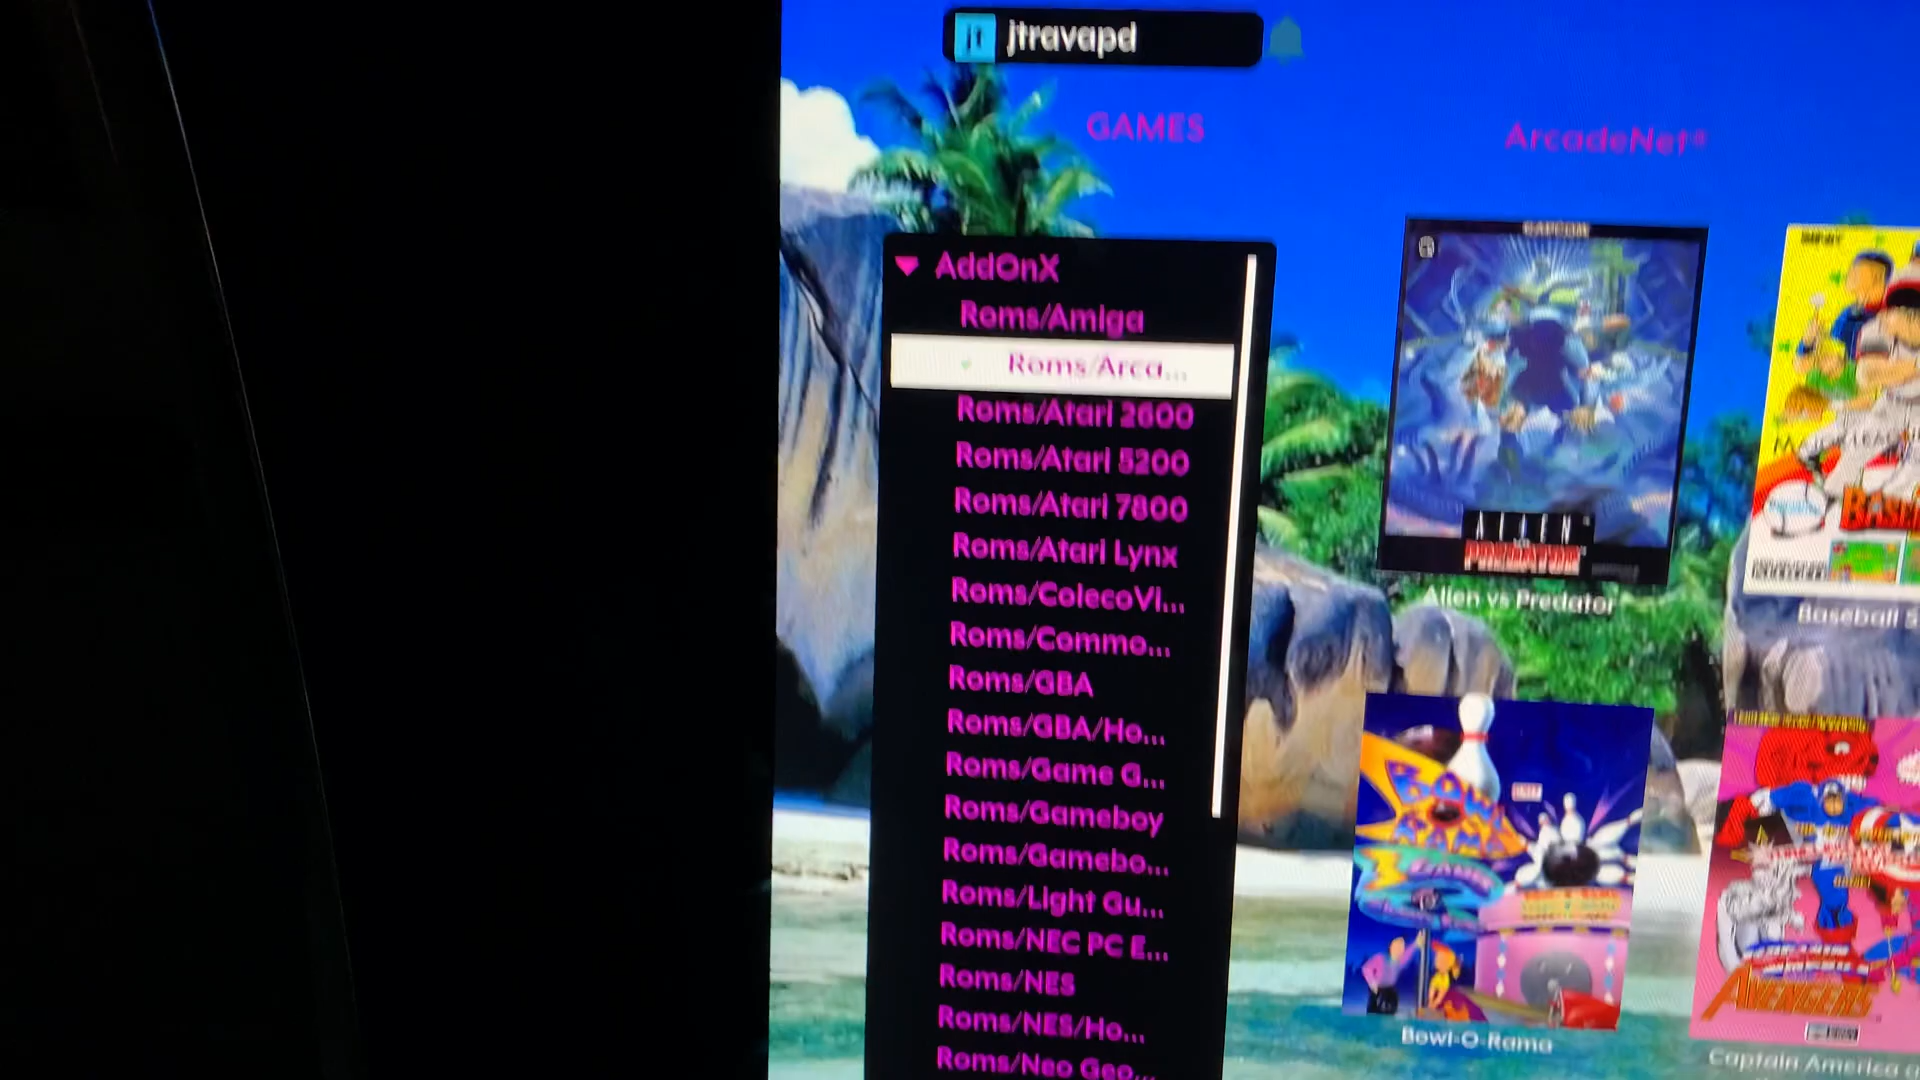 jt jtravapd
GAMES
ArcadeNet®
AddOnX
Roms/Amiga
Roms/Arca...
Roms/Atari 2600
Roms/Atari 5200
Roms/Atari 7800
Roms/Atari Lynx
Roms/ColecoVi...
Roms/Commo...
Roms/GBA
Roms/GBA/Ho...
Roms/Game G...
Roms/Gameboy
Roms/Gamebo...
Roms/Light Gu...
Roms/NEC PC E...
Roms/NES
Roms/NES/Ho...
Roms/Neo Geo...
CAPCOM
ALIEN
PREDATOR
Alien vs Predator
Baseball S
Bowl-O-Rama
AVENGERS
Captain America a